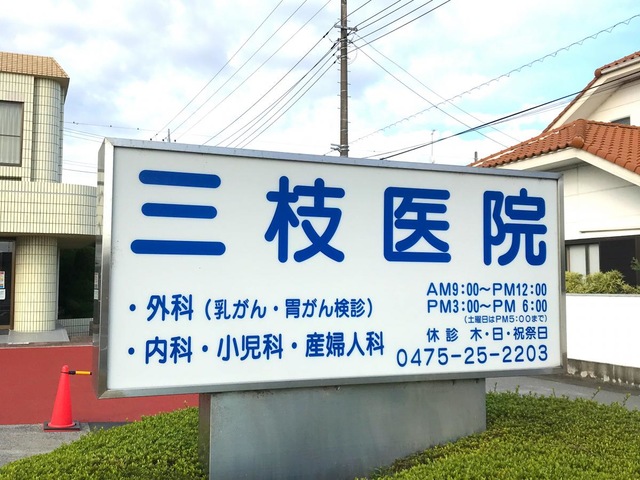 三枝医院
・外科（乳がん・胃がん検診）
・内科・小児科・産婦人科
AM9:00～PM12:00
PM3:00～PM 6:00
（土曜日はPM5:00まで）
休診 木・日・祝祭日
0475-25-2203